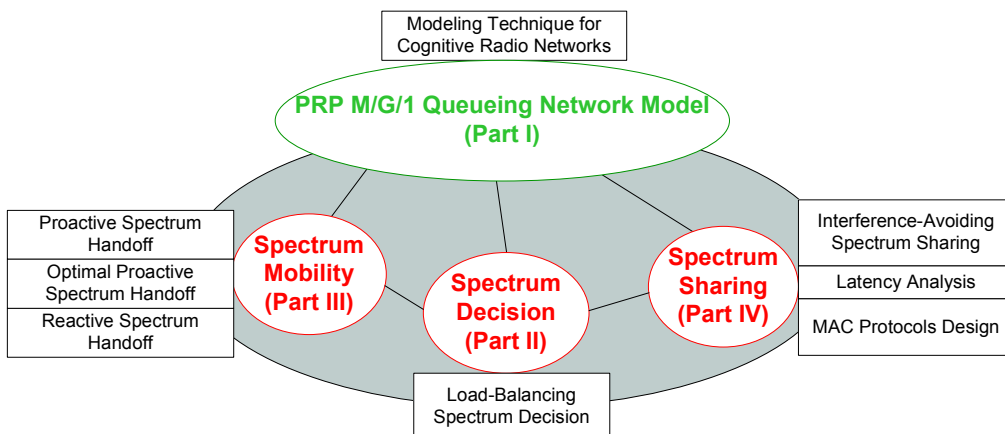 Modeling Technique for
Cognitive Radio Networks
PRP M/G/1 Queueing Network Model
(Part I)
Proactive Spectrum
Handoff
Optimal Proactive
Spectrum Handoff
Reactive Spectrum
Handoff
Spectrum
Mobility
(Part III)
Spectrum
Decision
(Part II)
Spectrum
Sharing
(Part IV)
Interference-Avoiding
Spectrum Sharing
Latency Analysis
MAC Protocols Design
Load-Balancing
Spectrum Decision